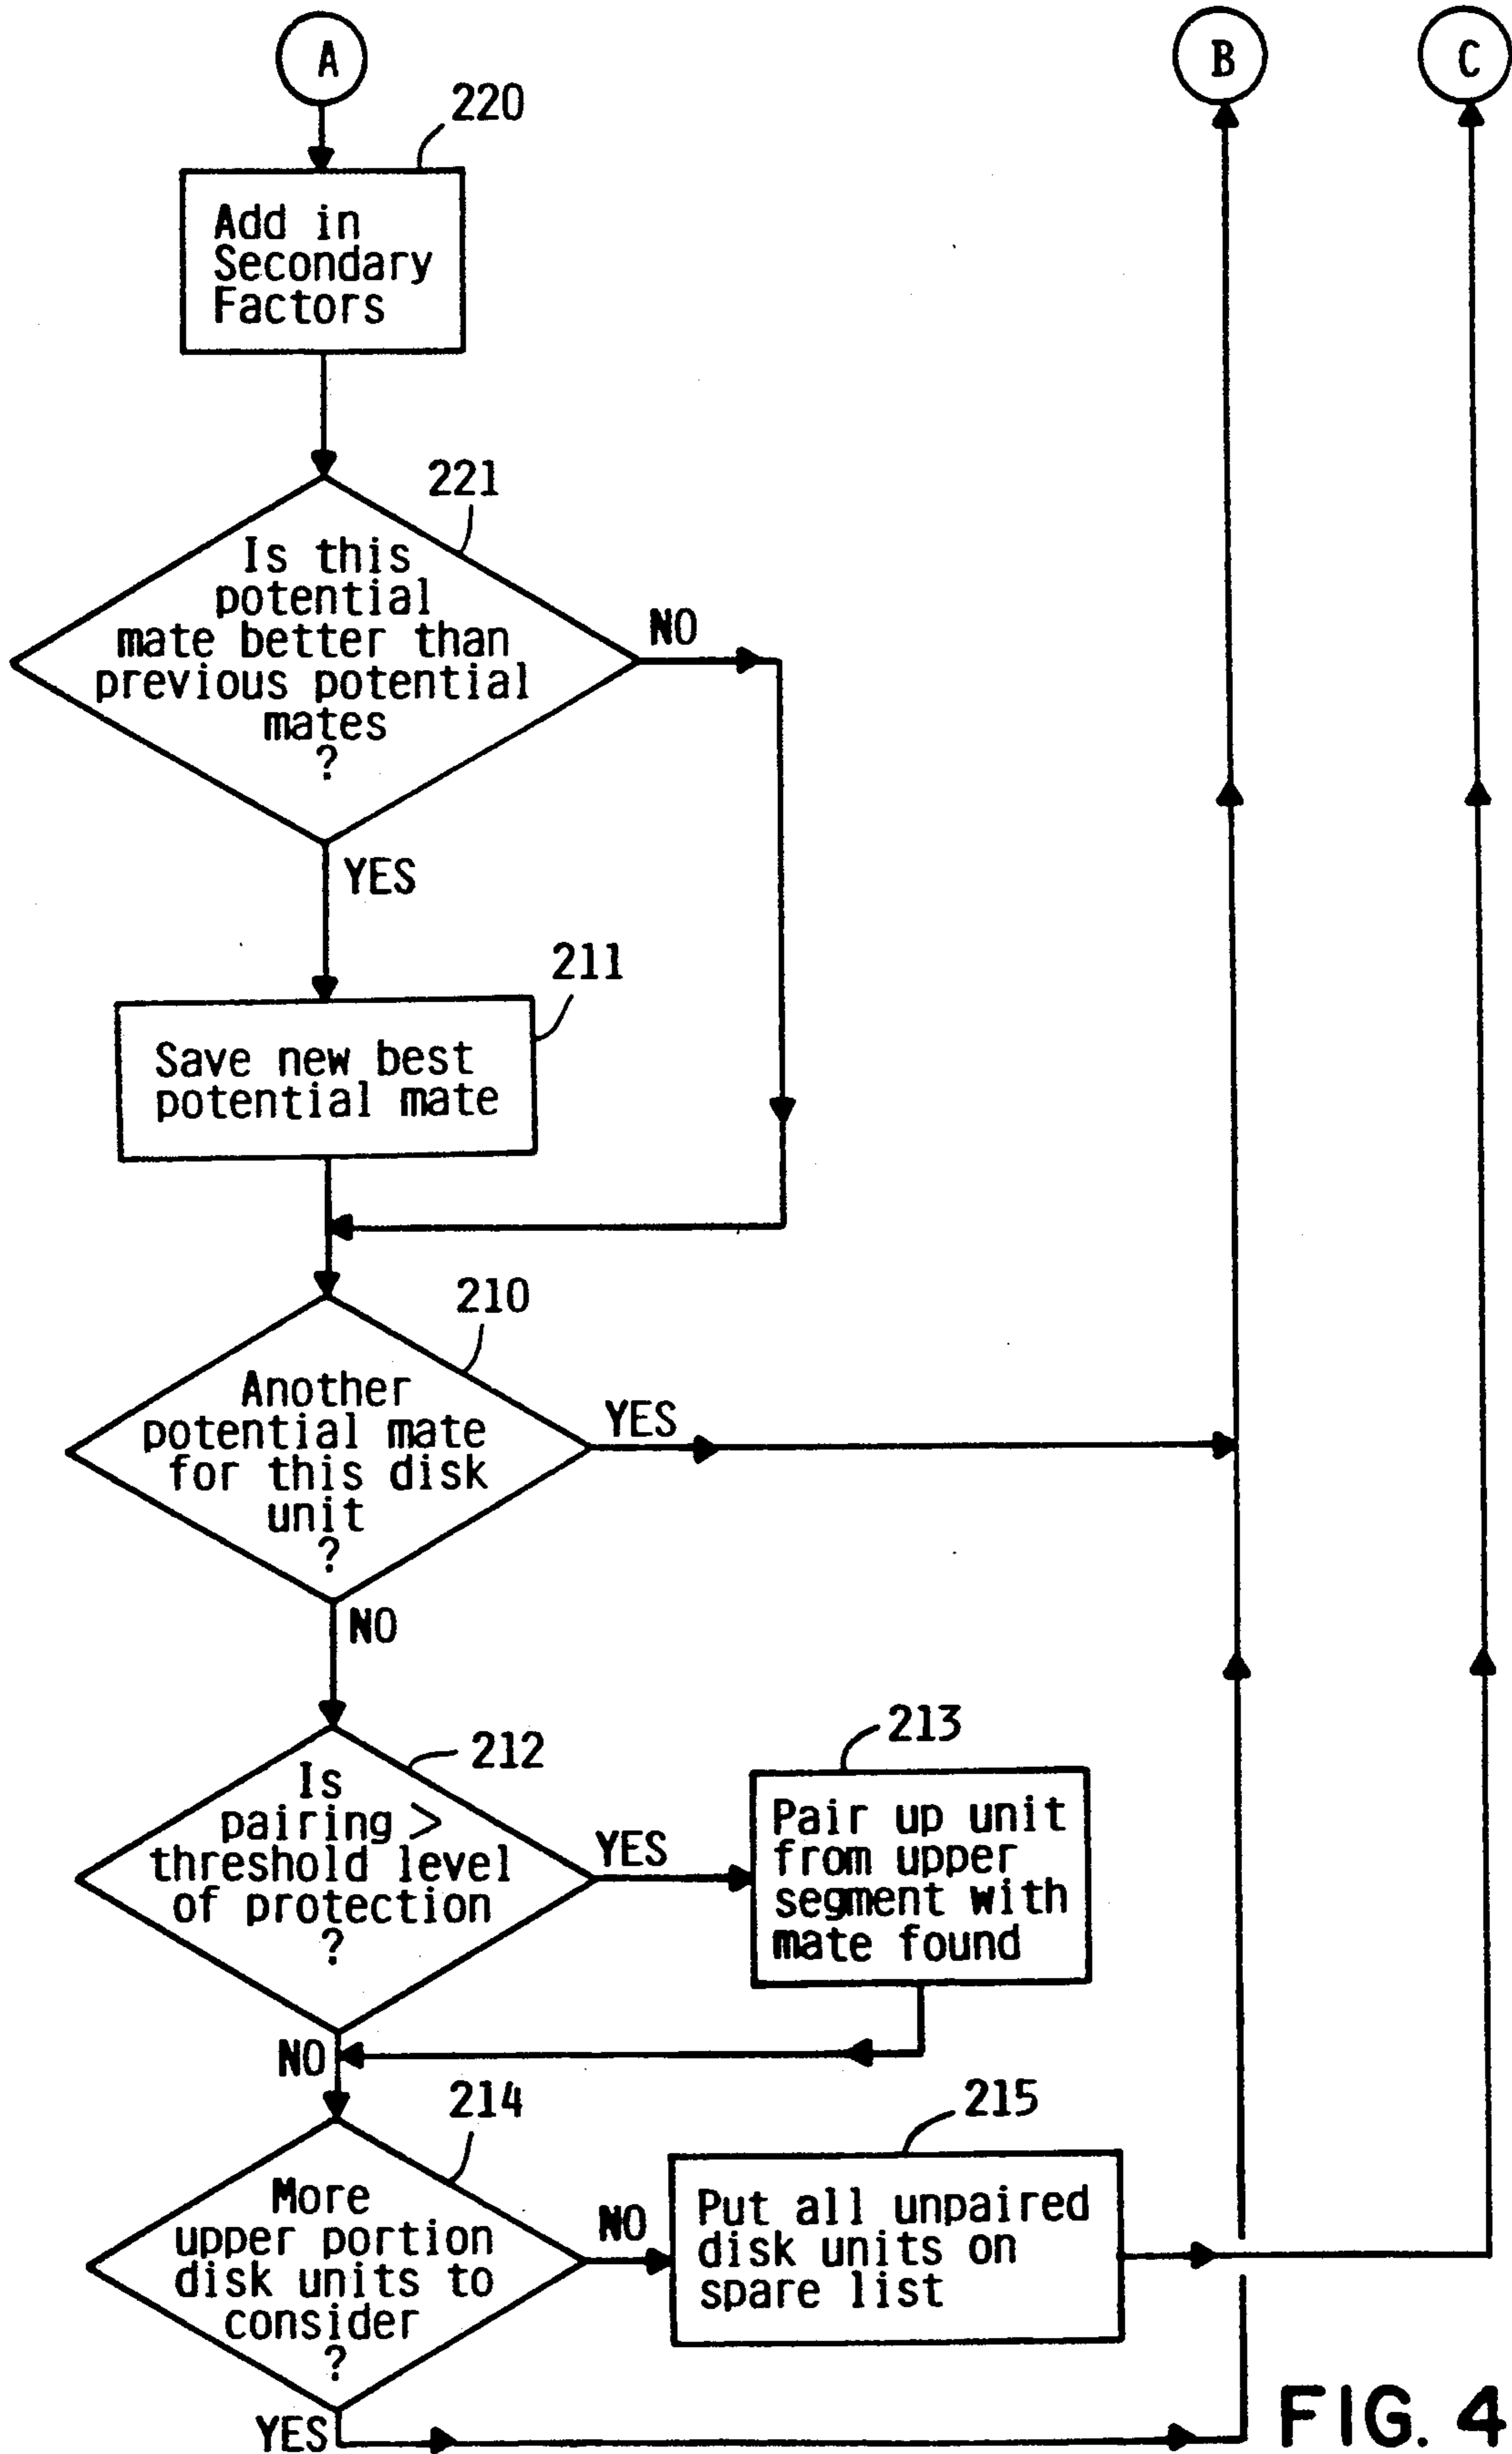 A
B
C
220
Add in
Secondary
Factors
221
Is this
potential
mate better than
previous potential
mates
?
NO
YES
211
Save new best
potential mate
210
Another
potential mate
for this disk
unit
?
YES
NO
212
Is
pairing >
threshold level
of protection
?
YES
213
Pair up unit
from upper
segment with
mate found
NO
214
More
upper portion
disk units to
consider
?
NO
215
Put all unpaired
disk units on
spare list
YES
FIG. 4